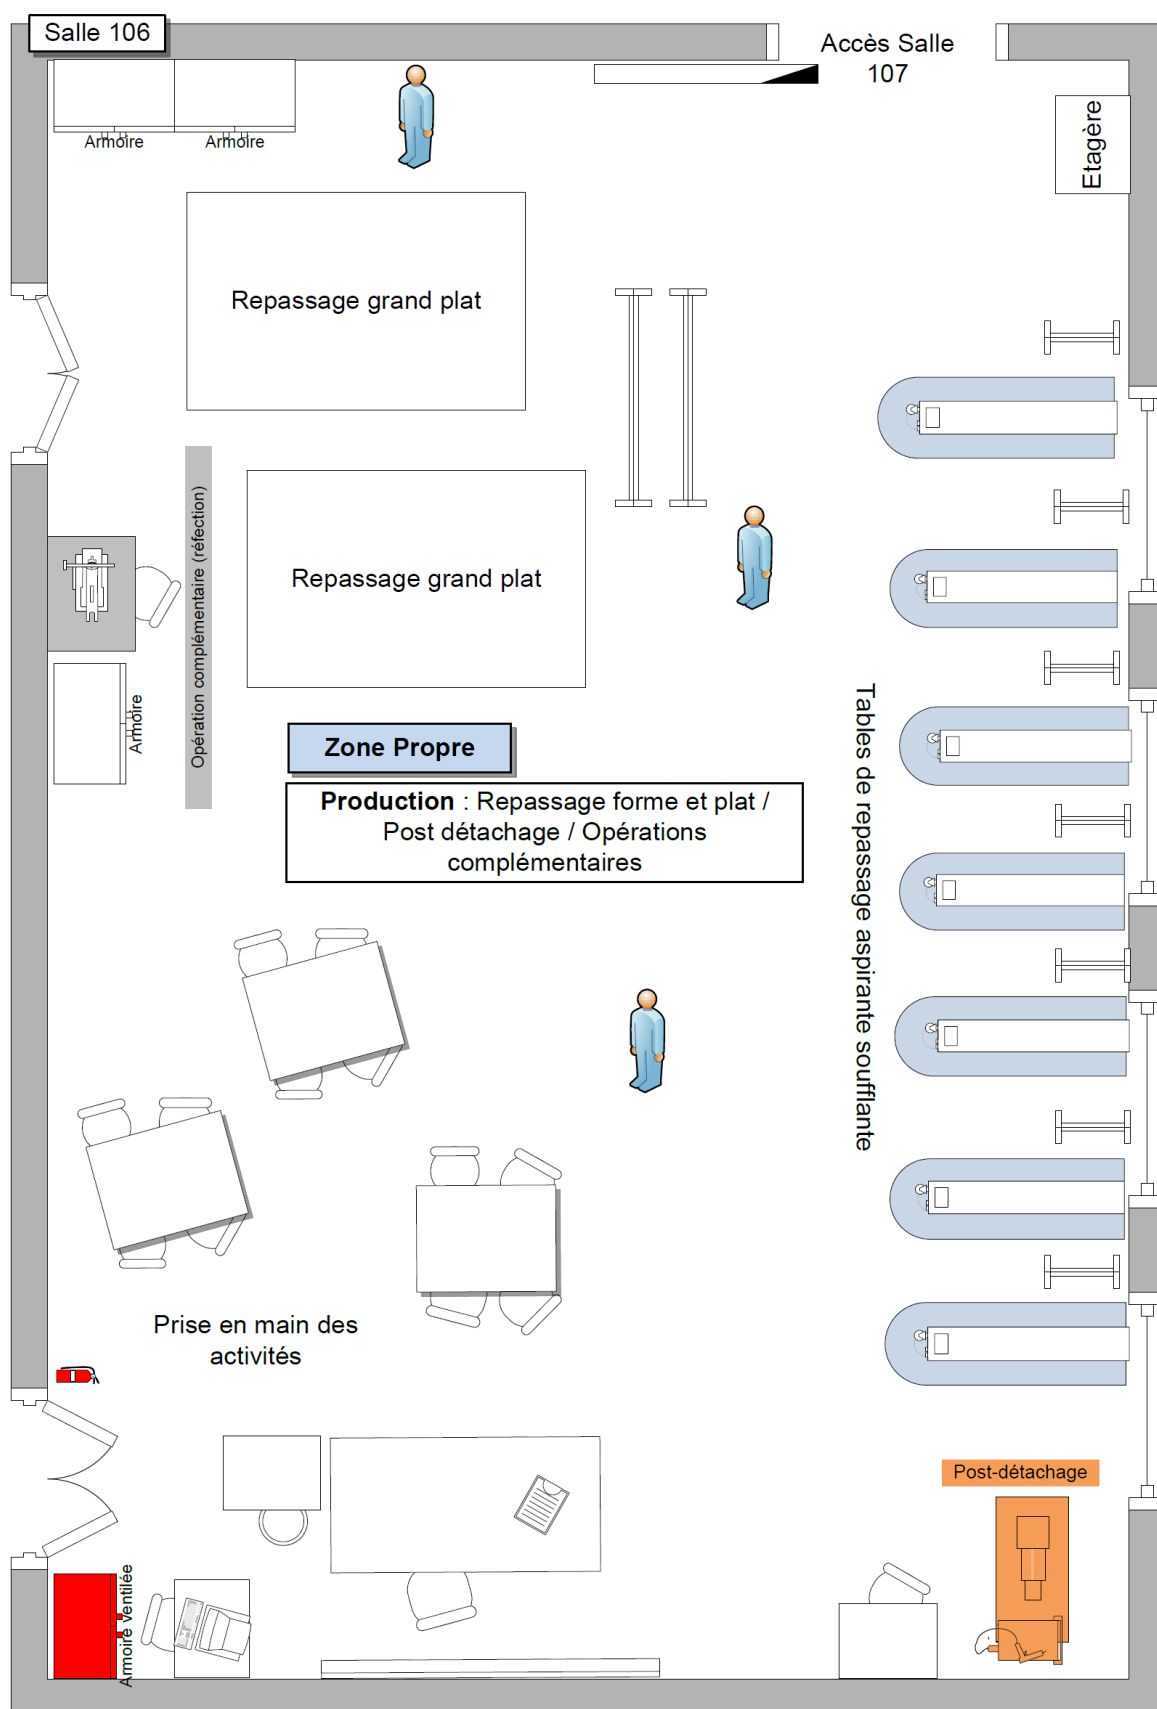 Salle 106
Accès Salle
107
Armoire
Armoire
Etagère
Repassage grand plat
Opération complémentaire (réfection)
Repassage grand plat
Armoire
Zone Propre
Production : Repassage forme et plat /
Post détachage / Opérations
complémentaires
Tables de repassage aspirante soufflante
Prise en main des
activités
Post-détachage
Armoire ventilée